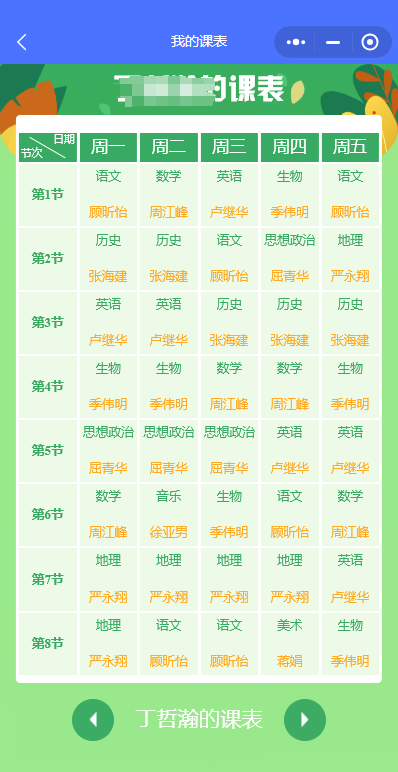 我的课表
的课表
日期
节次
周一 周二 周三 周四 周五
语文 数学 英语 生物 语文
第1节
顾昕怡 周江峰 卢继华 季伟明 顾昕怡
历史 历史 语文 思想政治 地理
第2节
张海建 张海建 顾昕怡 屈青华 严永翔
英语 英语 历史 历史 历史
第3节
卢继华 卢继华 张海建 张海建 张海建
生物 生物 数学 数学 生物
第4节
季伟明 季伟明 周江峰 周江峰 季伟明
思想政治 思想政治 思想政治 英语 英语
第5节
屈青华 屈青华 屈青华 卢继华 卢继华
数学 音乐 生物 语文 数学
第6节
周江峰 徐亚男 季伟明 顾昕怡 周江峰
地理 地理 地理 地理 英语
第7节
严永翔 严永翔 严永翔 严永翔 卢继华
地理 语文 语文 美术 生物
第8节
严永翔 顾昕怡 顾昕怡 蒋娟 季伟明
丁哲瀚的课表